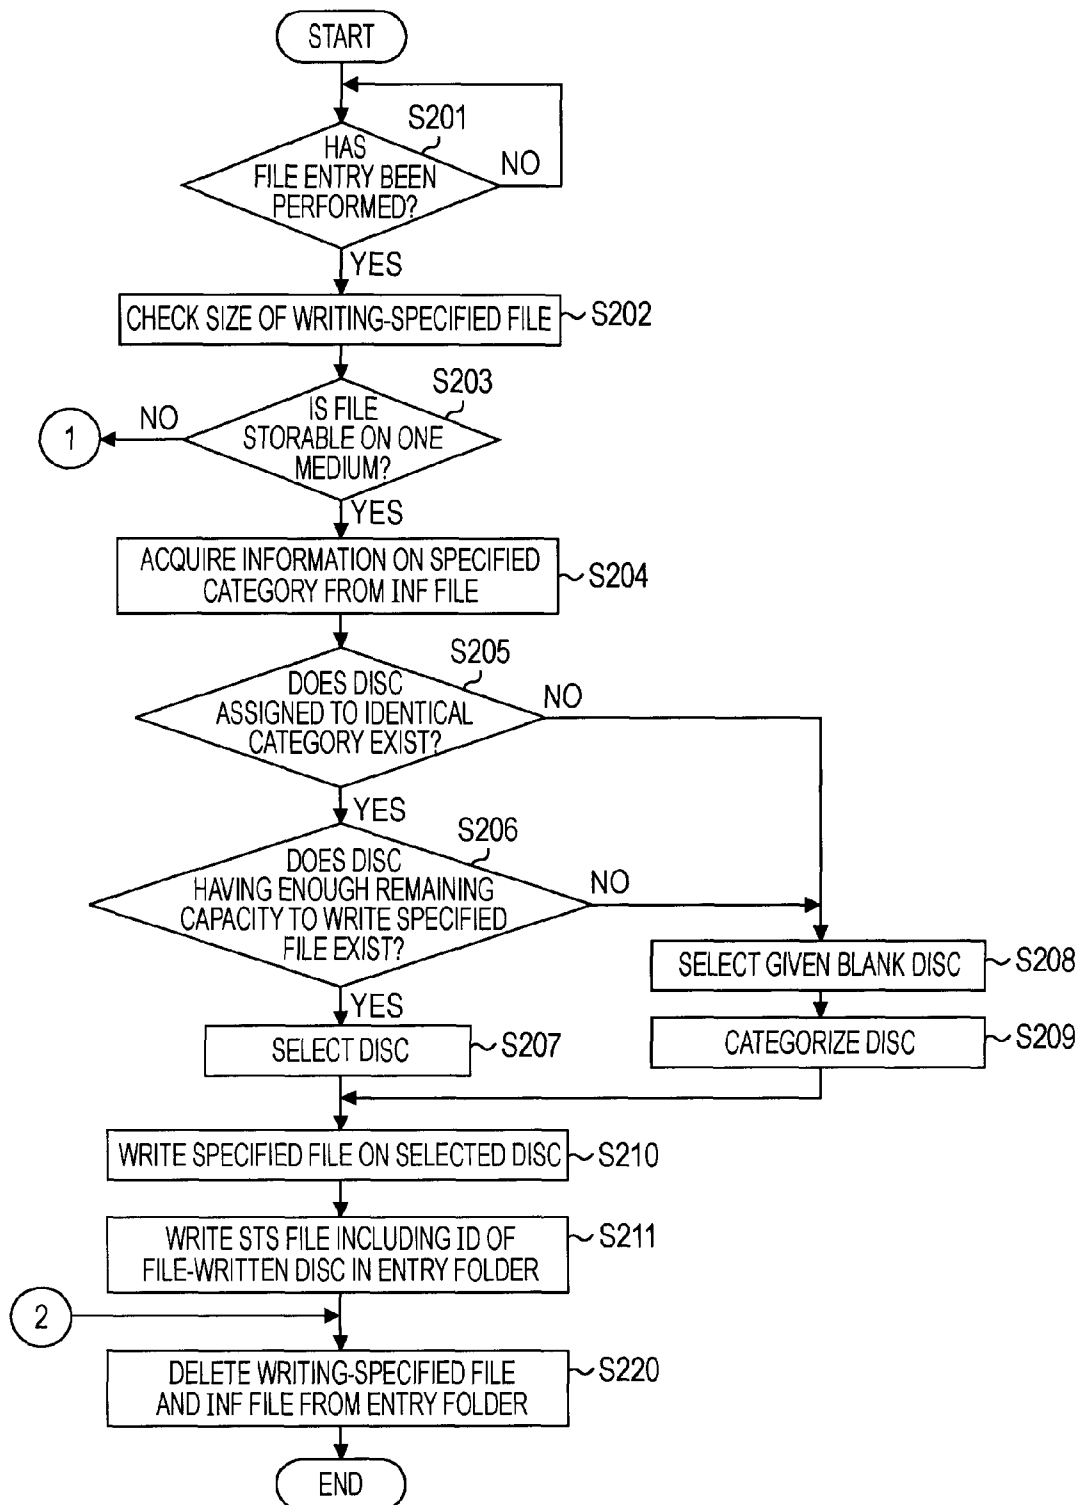 START
S201
HAS
FILE ENTRY BEEN
PERFORMED?
NO
YES
CHECK SIZE OF WRITING-SPECIFIED FILE
S202
S203
IS FILE
STORABLE ON ONE
MEDIUM?
NO
1
YES
ACQUIRE INFORMATION ON SPECIFIED
CATEGORY FROM INF FILE
S204
S205
DOES DISC
ASSIGNED TO IDENTICAL
CATEGORY EXIST?
NO
YES
S206
DOES DISC
HAVING ENOUGH REMAINING
CAPACITY TO WRITE SPECIFIED
FILE EXIST?
NO
YES
SELECT GIVEN BLANK DISC
S208
SELECT DISC
S207
CATEGORIZE DISC
S209
WRITE SPECIFIED FILE ON SELECTED DISC
S210
WRITE STS FILE INCLUDING ID OF
FILE-WRITTEN DISC IN ENTRY FOLDER
S211
2
DELETE WRITING-SPECIFIED FILE
AND INF FILE FROM ENTRY FOLDER
S220
END